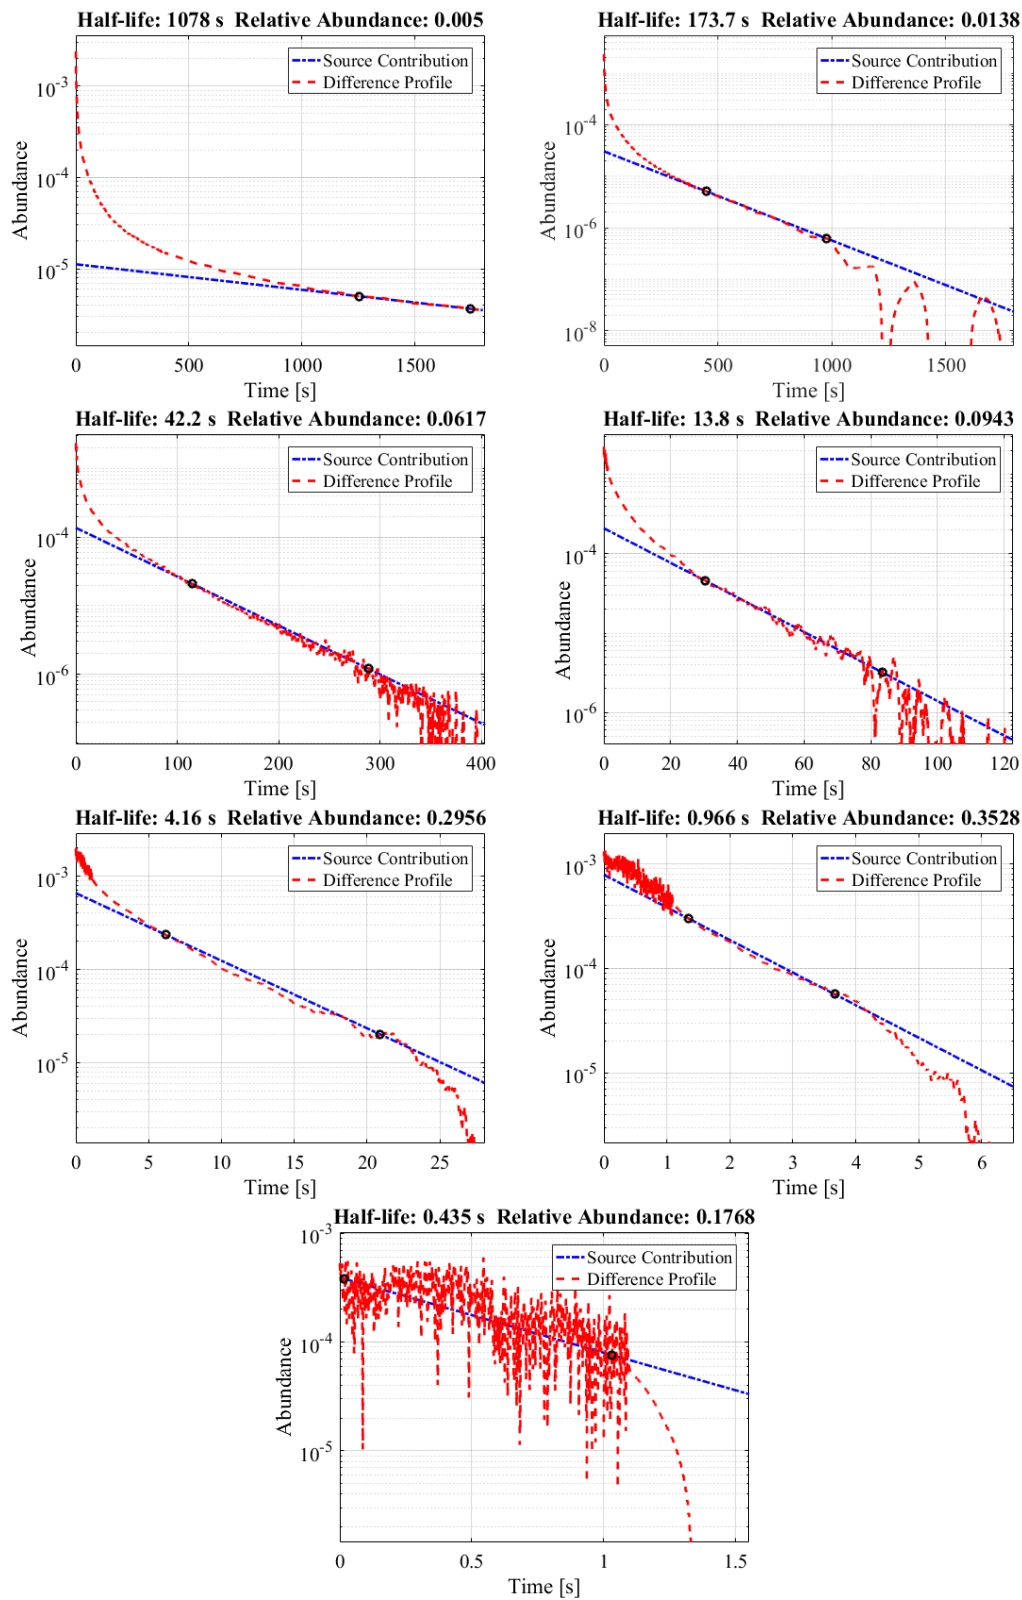 Half-life: 1078 s  Relative Abundance: 0.005
Source Contribution
Difference Profile
10^-3
10^-4
10^-5
Abundance
0 500 1000 1500
Time [s]
Half-life: 173.7 s  Relative Abundance: 0.0138
Source Contribution
Difference Profile
10^-4
10^-6
10^-8
Abundance
0 500 1000 1500
Time [s]
Half-life: 42.2 s  Relative Abundance: 0.0617
Source Contribution
Difference Profile
10^-4
10^-6
Abundance
0 100 200 300 400
Time [s]
Half-life: 13.8 s  Relative Abundance: 0.0943
Source Contribution
Difference Profile
10^-4
10^-6
Abundance
0 20 40 60 80 100 120
Time [s]
Half-life: 4.16 s  Relative Abundance: 0.2956
Source Contribution
Difference Profile
10^-3
10^-4
10^-5
Abundance
0 5 10 15 20 25
Time [s]
Half-life: 0.966 s  Relative Abundance: 0.3528
Source Contribution
Difference Profile
10^-3
10^-4
10^-5
Abundance
0 1 2 3 4 5 6
Time [s]
Half-life: 0.435 s  Relative Abundance: 0.1768
Source Contribution
Difference Profile
10^-3
10^-4
10^-5
Abundance
0 0.5 1 1.5
Time [s]